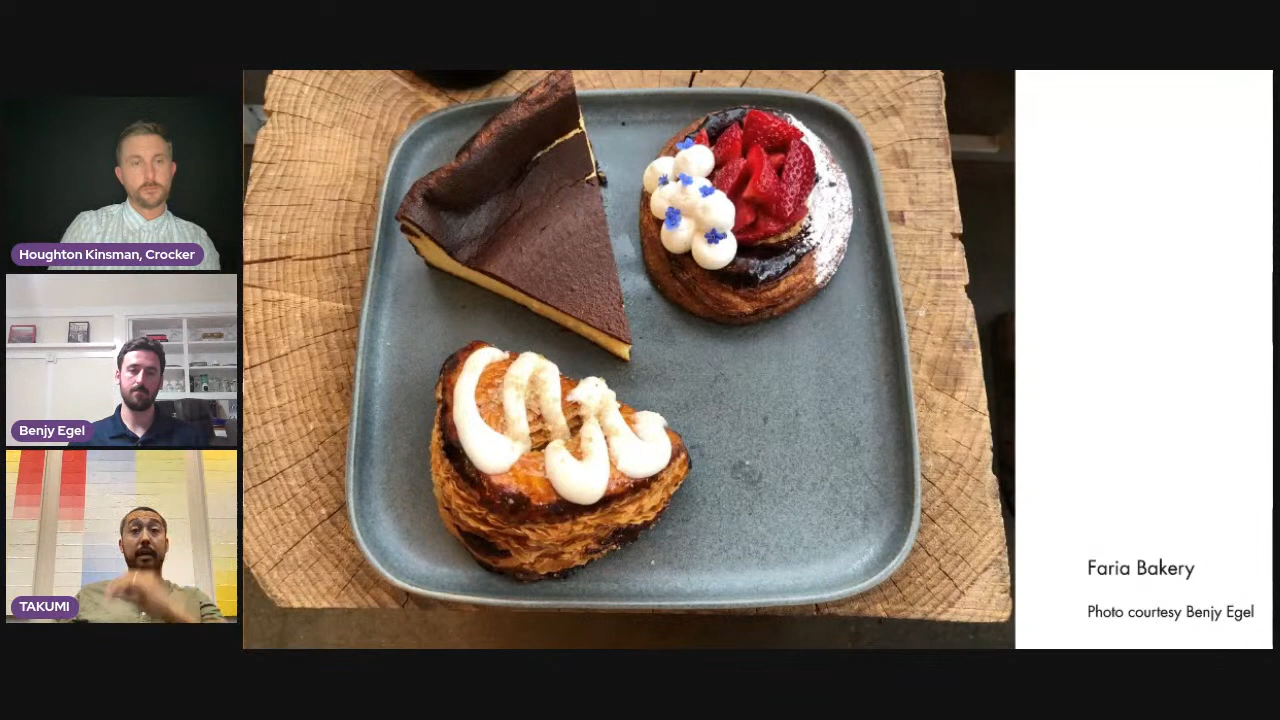 Houghton Kinsman, Crocker
Benjy Egel
TAKUMI
Faria Bakery
Photo courtesy Benjy Egel